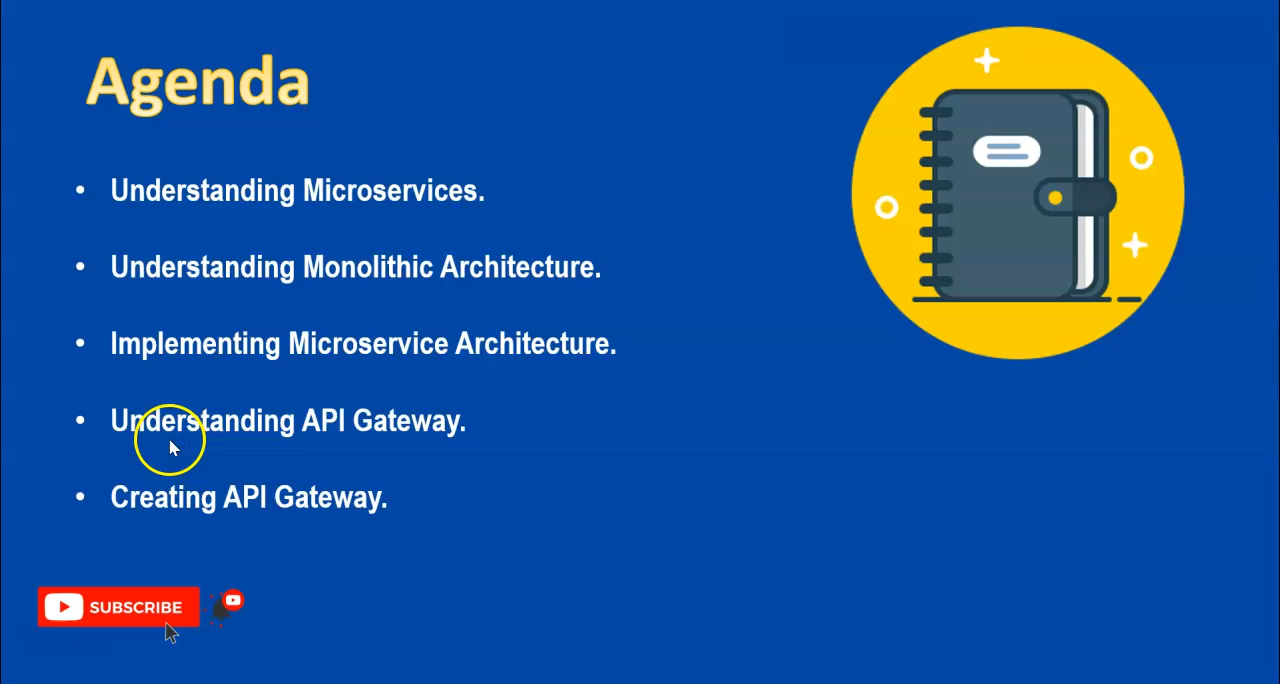 Agenda
• Understanding Microservices.
• Understanding Monolithic Architecture.
• Implementing Microservice Architecture.
• Understanding API Gateway.
• Creating API Gateway.
SUBSCRIBE